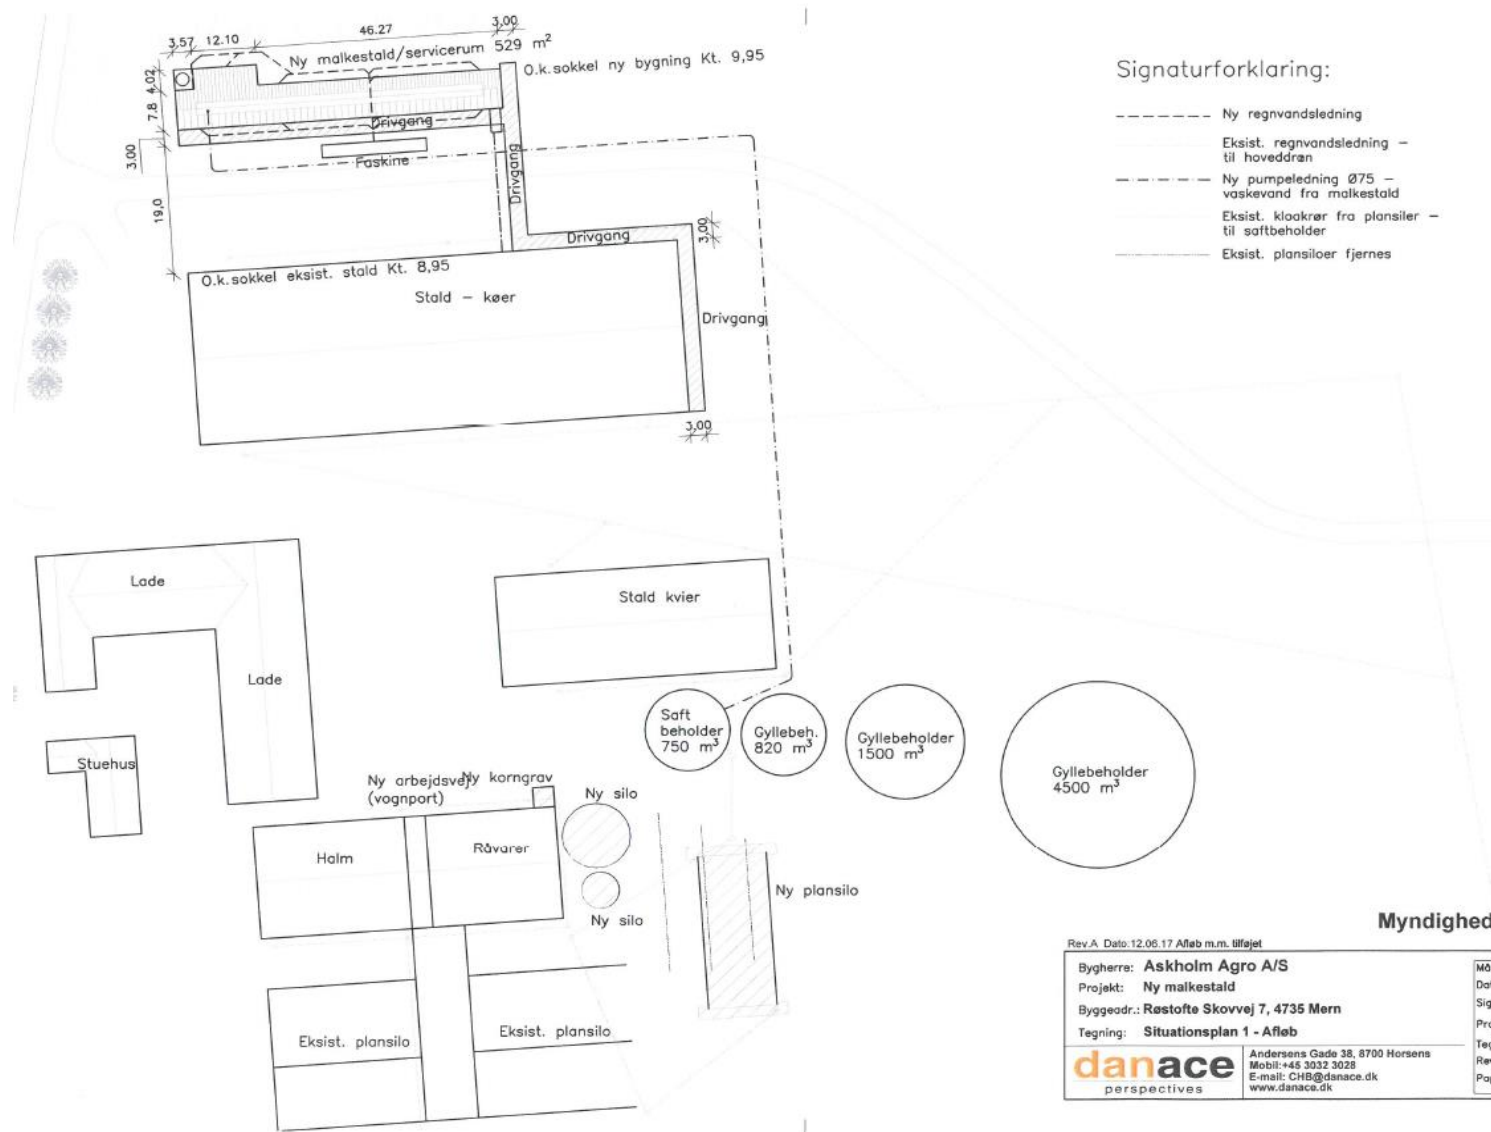 3,57
12.10
46.27
3,00
Ny malkestald/servicerum 529 m²
O.k.sokkel ny bygning Kt. 9,95
4,02
7,8
3,00
19,0
Drivgang
Faskine
Drivgang
Drivgang
3,00
O.k.sokkel eksist. stald Kt. 8,95
Stald – køer
Drivgang
3,00
Signaturforklaring:
Ny regnvandsledning
Eksist. regnvandsledning –
til hoveddræn
Ny pumpeledning Ø75 –
vaskevand fra malkestald
Eksist. kloakrør fra plansiler –
til saftbeholder
Eksist. plansiloer fjernes
Lade
Lade
Stuehus
Stald kvier
Saft
beholder
750 m³
Gyllebeh.
820 m³
Gyllebeholder
1500 m³
Gyllebeholder
4500 m³
Ny arbejdsvej
(vognport)
Ny korngrav
Ny silo
Halm
Råvarer
Ny silo
Ny plansilo
Eksist. plansilo
Eksist. plansilo
Myndighed
Rev.A Dato:12.06.17 Afløb m.m. tilføjet
Bygherre: Askholm Agro A/S
Projekt: Ny malkestald
Byggeadr.: Røstofte Skovvej 7, 4735 Mern
Tegning: Situationsplan 1 - Afløb
danace
perspectives
Andersens Gade 38, 8700 Horsens
Mobil:+45 3032 3028
E-mail: CHB@danace.dk
www.danace.dk
Må
Dat
Sig
Pro
Teg
Rev
Pap